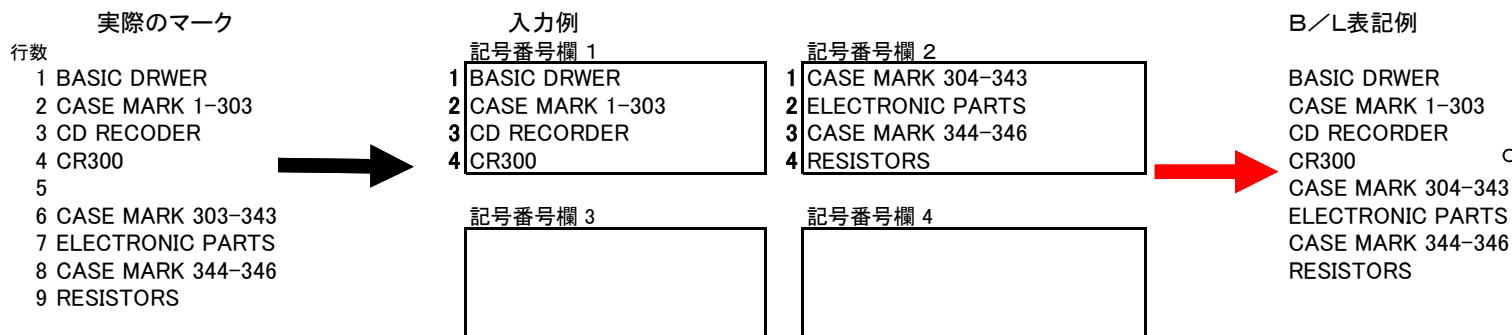 実際のマーク
行数
1 BASIC DRWER
2 CASE MARK 1-303
3 CD RECODER
4 CR300
5
6 CASE MARK 303-343
7 ELECTRONIC PARTS
8 CASE MARK 344-346
9 RESISTORS
入力例
記号番号欄 1
1 BASIC DRWER
2 CASE MARK 1-303
3 CD RECORDER
4 CR300
記号番号欄 2
1 CASE MARK 304-343
2 ELECTRONIC PARTS
3 CASE MARK 344-346
4 RESISTORS
記号番号欄 3
記号番号欄 4
B/L表記例
BASIC DRWER
CASE MARK 1-303
CD RECORDER
CR300
CASE MARK 304-343
ELECTRONIC PARTS
CASE MARK 344-346
RESISTORS